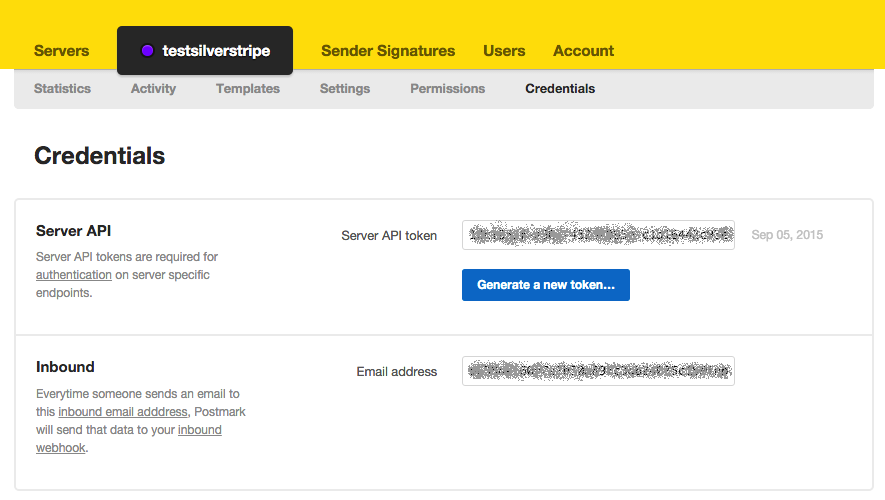 Servers
testsilverstripe
Sender Signatures
Users
Account
Statistics
Activity
Templates
Settings
Permissions
Credentials
Credentials
Server API
Server API tokens are required for
authentication on server specific
endpoints.
Server API token
Sep 05, 2015
Generate a new token...
Inbound
Everytime someone sends an email to
this inbound email adddress, Postmark
will send that data to your inbound
webhook.
Email address